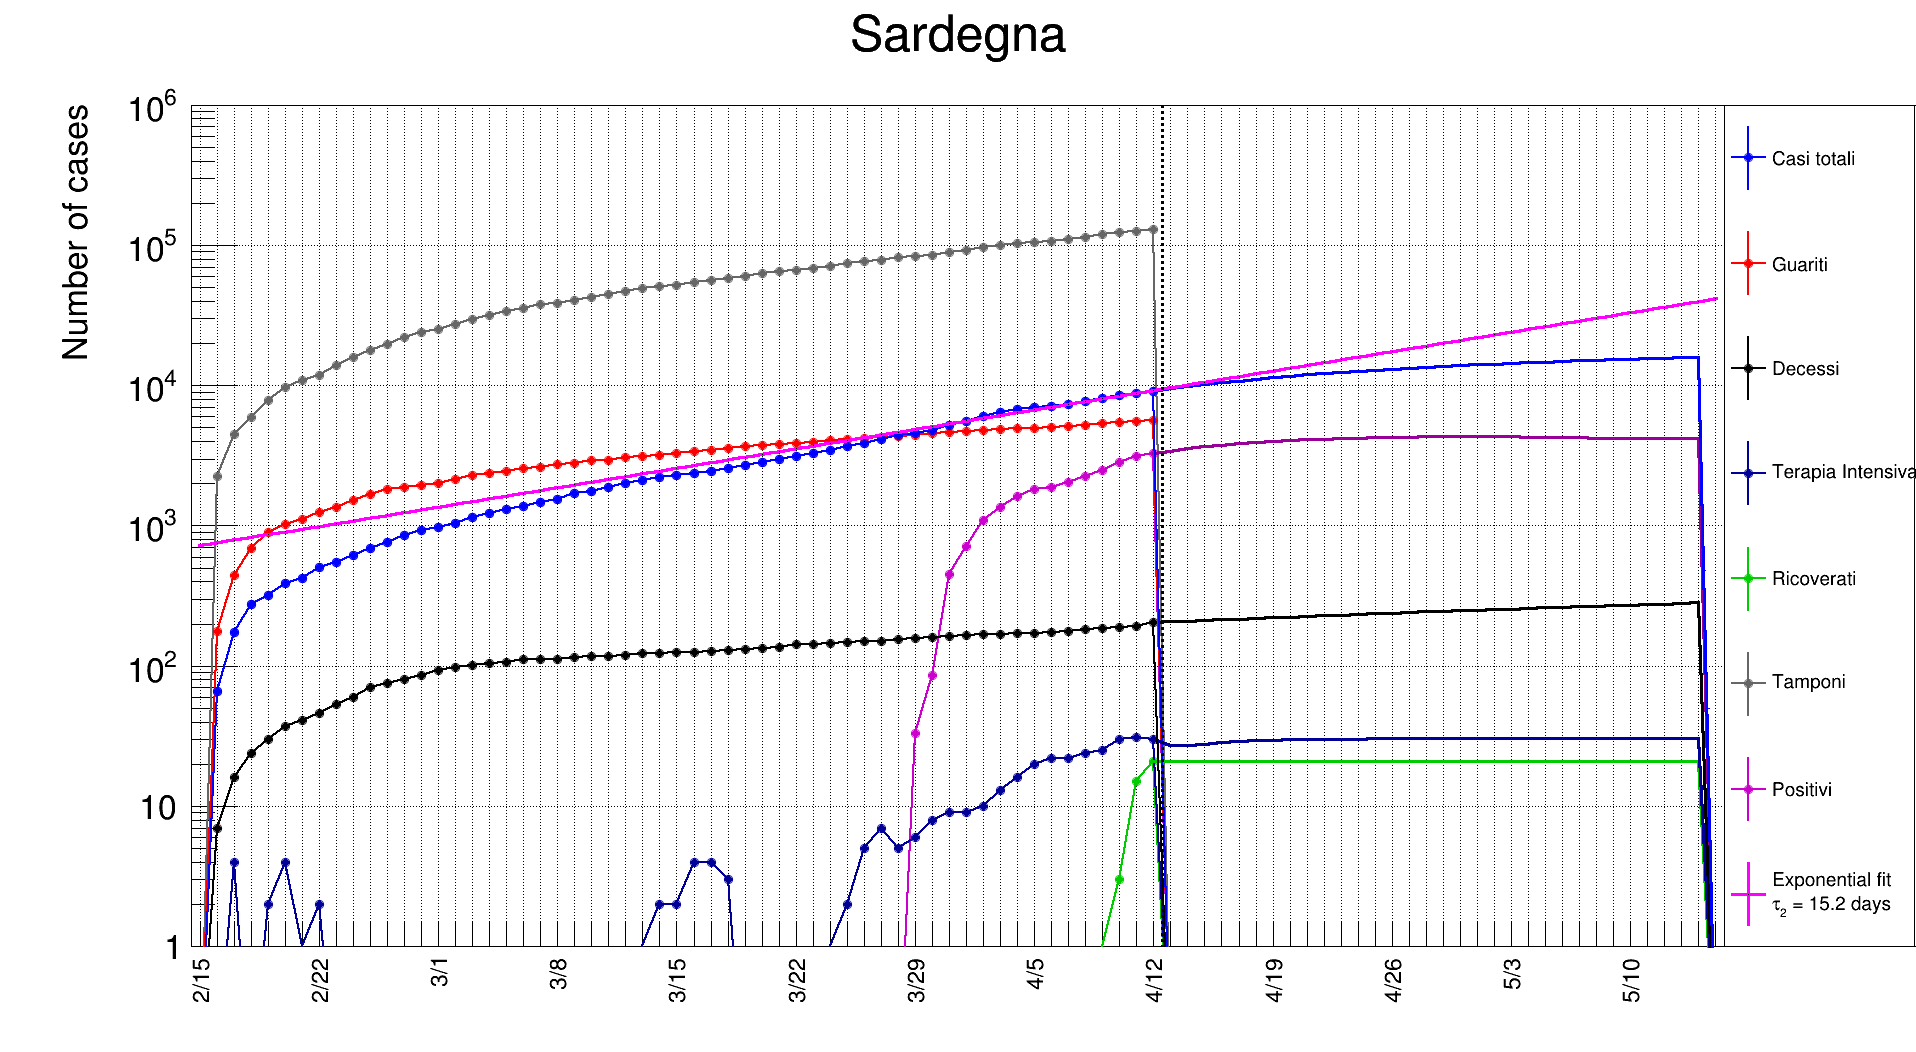 Sardegna
Number of cases
10^6
10^5
10^4
10^3
10^2
10
1
2/15
2/22
3/1
3/8
3/15
3/22
3/29
4/5
4/12
4/19
4/26
5/3
5/10
Casi totali
Guariti
Decessi
Terapia Intensiva
Ricoverati
Tamponi
Positivi
Exponential fit
τ₂ = 15.2 days